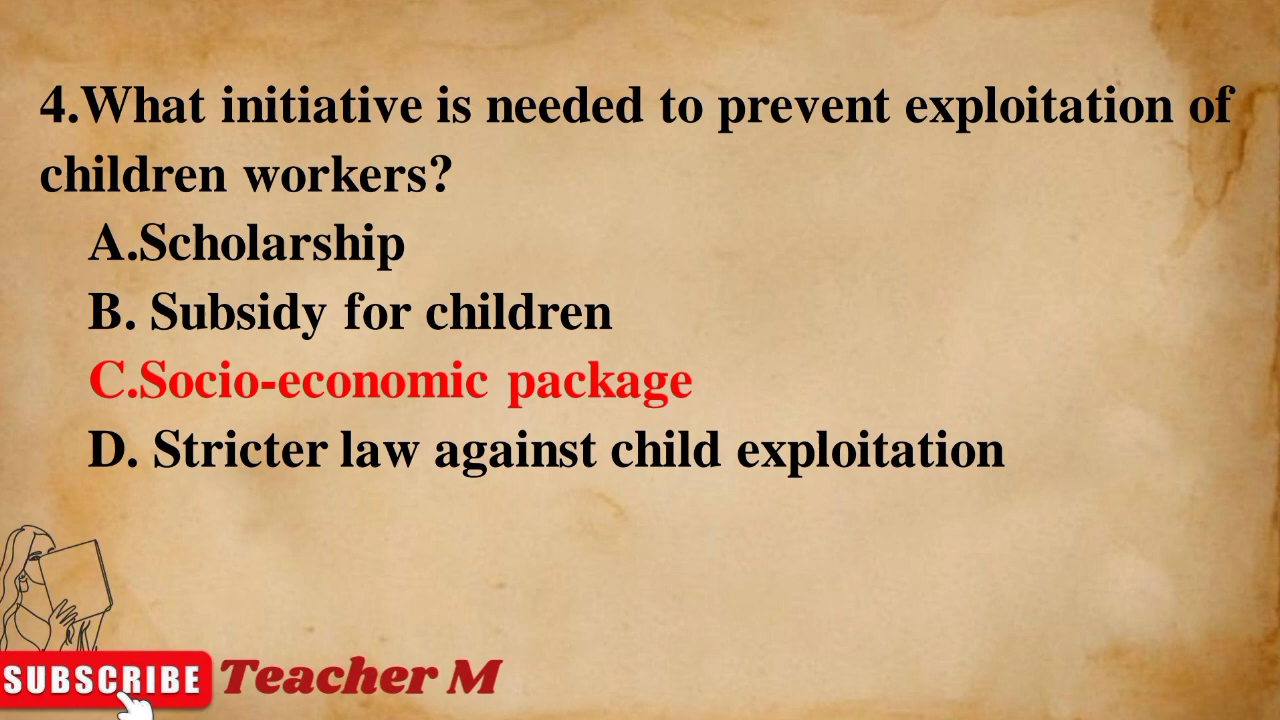 4.What initiative is needed to prevent exploitation of
children workers?
A.Scholarship
B. Subsidy for children
C.Socio-economic package
D. Stricter law against child exploitation
SUBSCRIBE Teacher M